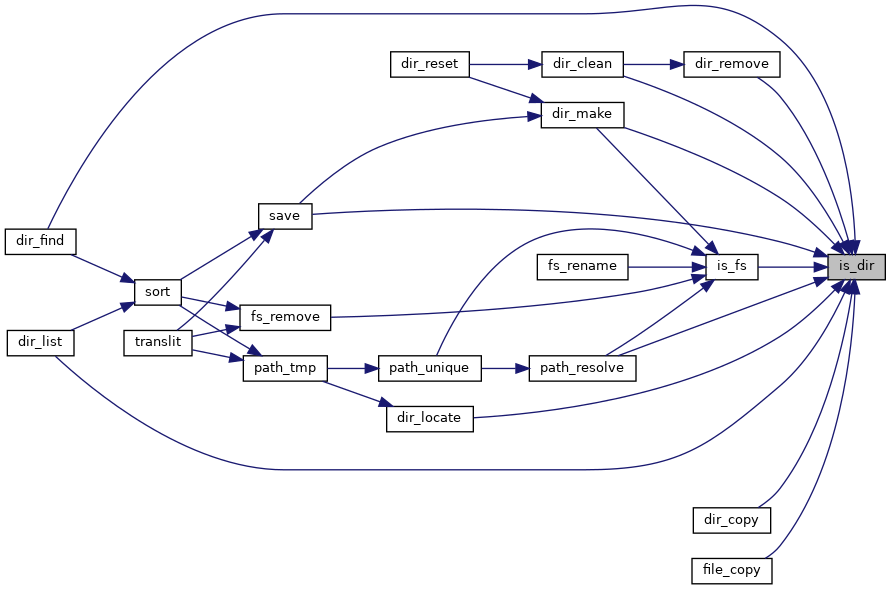 dir_reset
dir_clean
dir_remove
dir_make
save
dir_find
fs_rename
is_fs
is_dir
sort
fs_remove
dir_list
translit
path_tmp
path_unique
path_resolve
dir_locate
dir_copy
file_copy